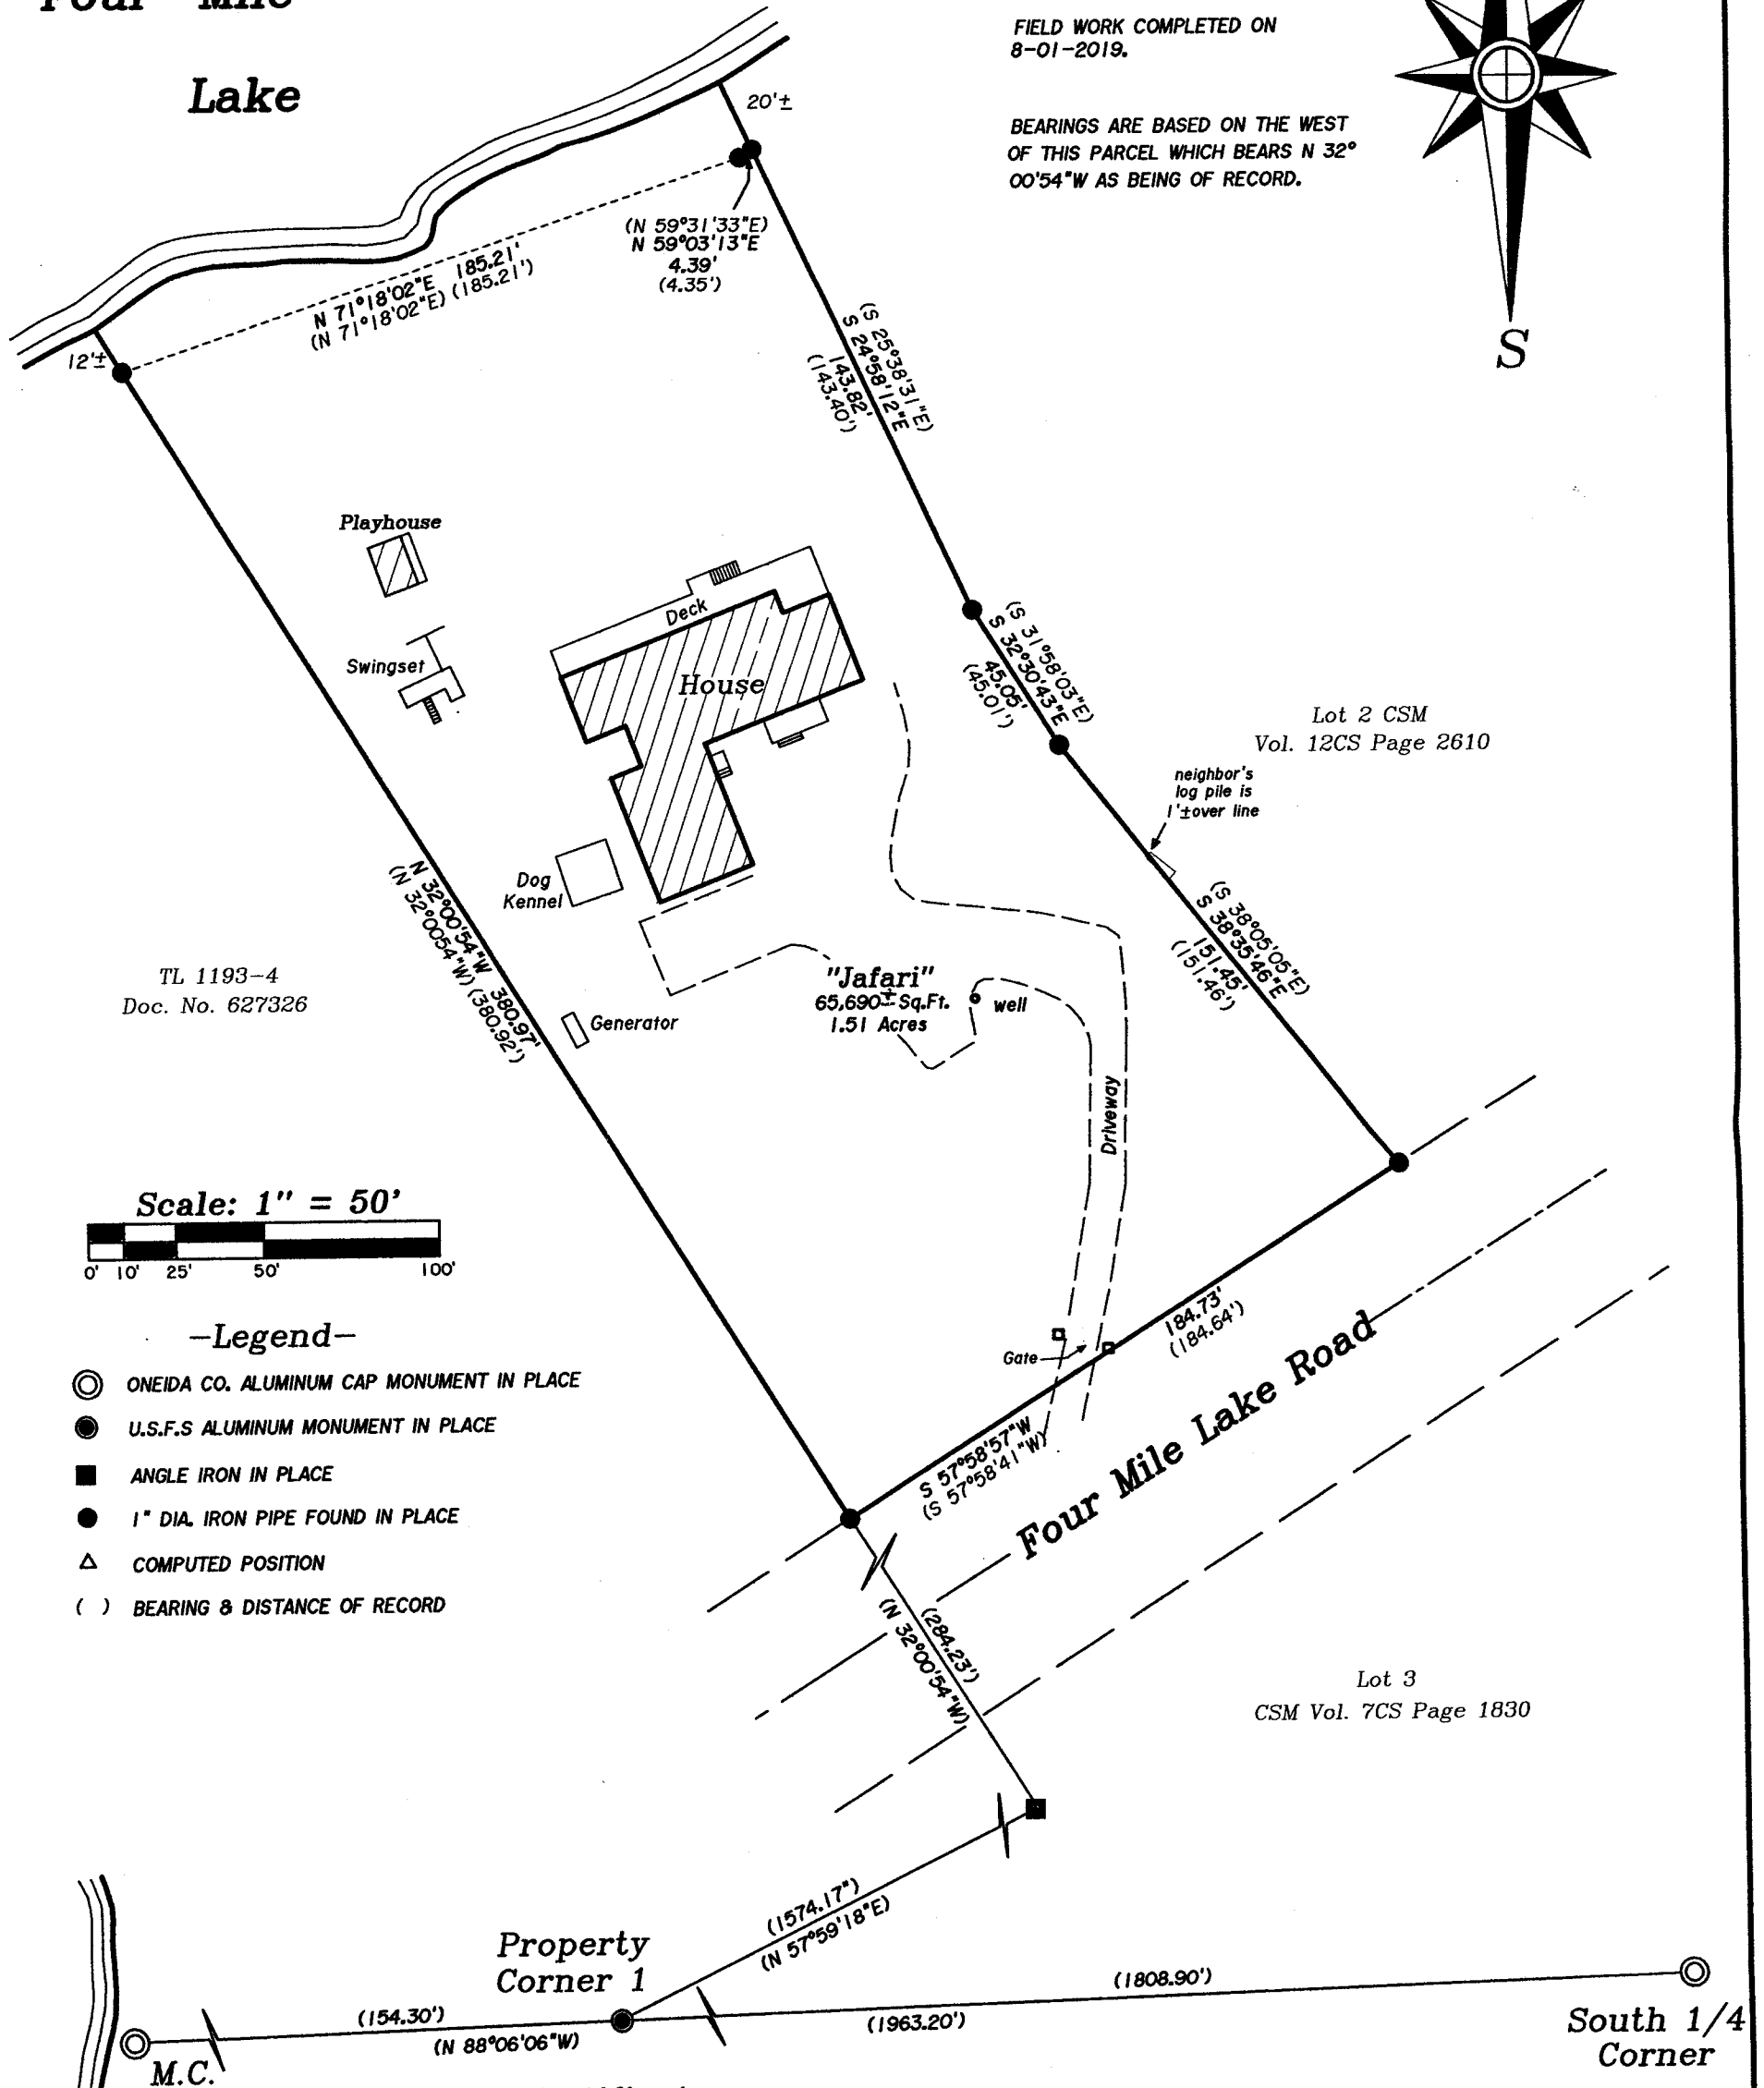 Four Mile
Lake
FIELD WORK COMPLETED ON
8-01-2019.
BEARINGS ARE BASED ON THE WEST
OF THIS PARCEL WHICH BEARS N 32°
00'54"W AS BEING OF RECORD.
S
20'±
(N 59°31'33"E)
N 59°03'13"E
4.39'
(4.35')
N 71°18'02"E 185.21'
(N 71°18'02"E) (185.21')
12'±
(S 25°38'31"E)
S 24°58'12"E
143.82'
(143.40')
Playhouse
Deck
Swingset
House
(S 31°58'03"E)
S 32°30'43"E
45.05'
(45.01')
Lot 2 CSM
Vol. 12CS Page 2610
neighbor's
log pile is
1'±over line
(S 38°05'05"E)
S 38°35'46"E
151.45'
(151.46')
Dog
Kennel
N 32°00'54"W 380.97'
(N 32°0054"W) (380.92')
TL 1193-4
Doc. No. 627326
"Jafari"
65,690± Sq.Ft.
1.51 Acres
well
Generator
Driveway
Scale: 1" = 50'
0' 10' 25' 50' 100'
-Legend-
ONEIDA CO. ALUMINUM CAP MONUMENT IN PLACE
U.S.F.S ALUMINUM MONUMENT IN PLACE
ANGLE IRON IN PLACE
1" DIA. IRON PIPE FOUND IN PLACE
COMPUTED POSITION
( ) BEARING & DISTANCE OF RECORD
184.73'
(184.64')
Gate
S 57°58'57"W
(S 57°58'41"W)
Four Mile Lake Road
(284.23')
(N 32°00'54"W)
Lot 3
CSM Vol. 7CS Page 1830
(1574.17")
(N 57°59'18"E)
Property
Corner 1
(154.30')
(N 88°06'06"W)
(1808.90')
(1963.20')
M.C.
South 1/4
Corner